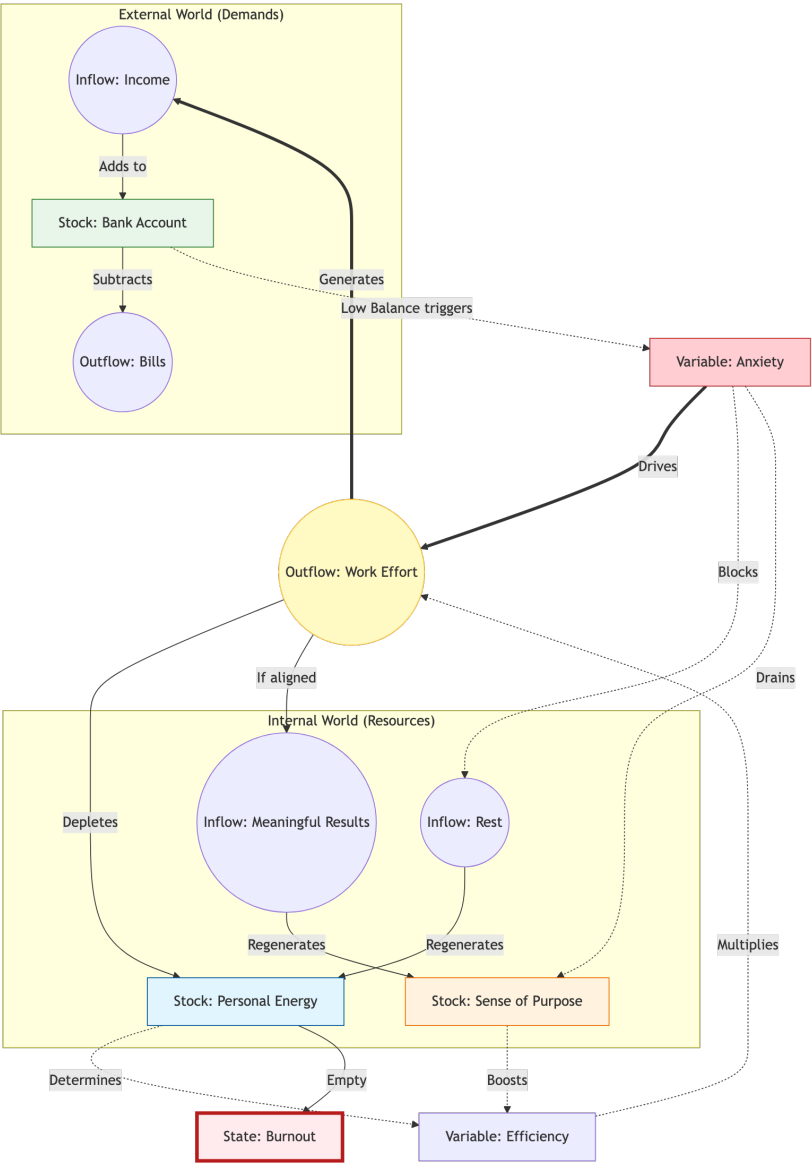 External World (Demands)
Inflow: Income
Adds to
Stock: Bank Account
Subtracts
Generates
Low Balance triggers
Outflow: Bills
Variable: Anxiety
Drives
Outflow: Work Effort
Blocks
If aligned
Drains
Internal World (Resources)
Depletes
Inflow: Meaningful Results
Inflow: Rest
Regenerates
Regenerates
Multiplies
Stock: Personal Energy
Stock: Sense of Purpose
Determines
Empty
Boosts
State: Burnout
Variable: Efficiency